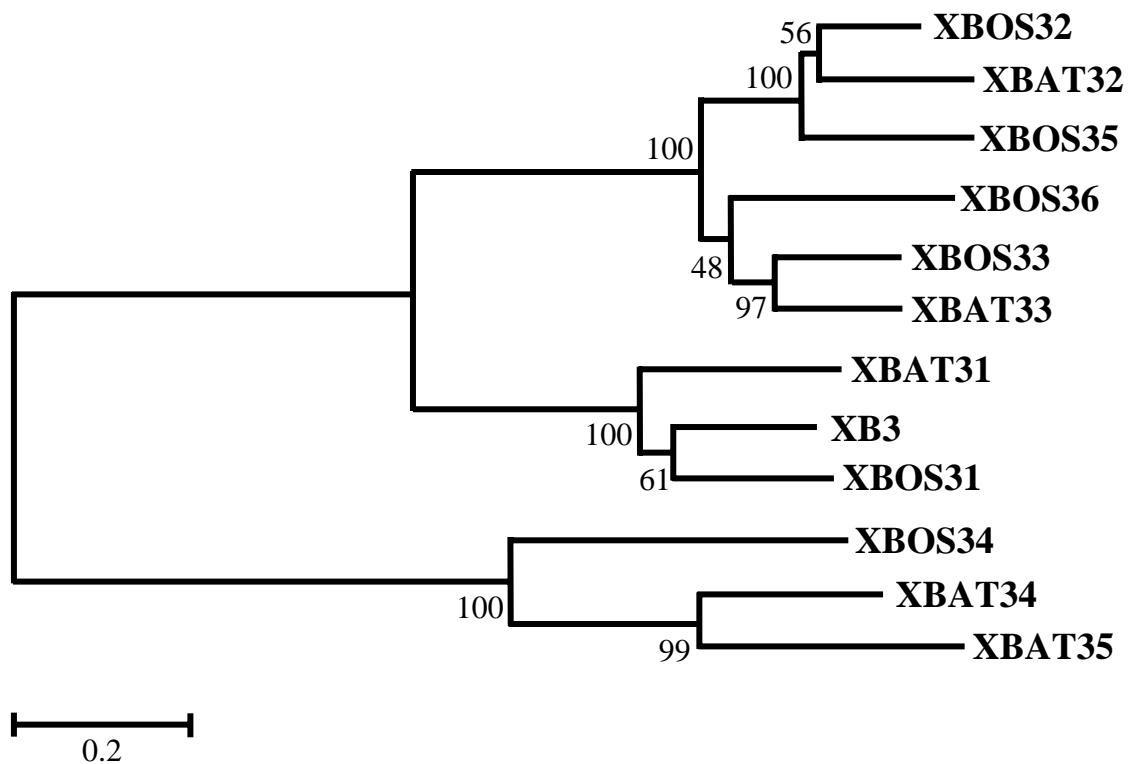 56
XBOS32
100
XBAT32
XBOS35
100
XBOS36
48
XBOS33
97
XBAT33
XBAT31
100
XB3
61
XBOS31
XBOS34
100
XBAT34
99
XBAT35
0.2